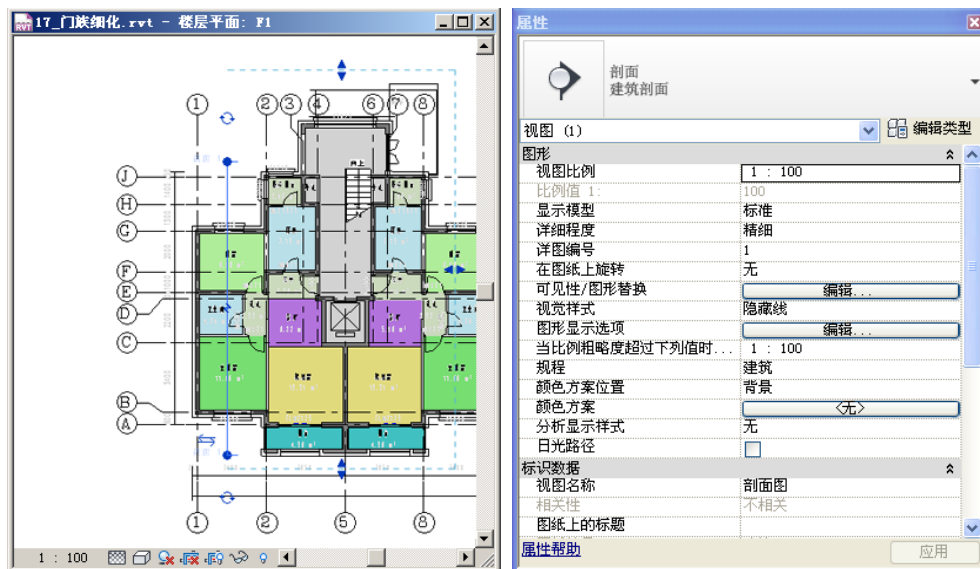 17_门族细化.rvt - 楼层平面: F1
1 2 3 4 6 7 8
J
H
G
F
E
D
C
B
A
向上
1 2 5 8
1 : 100
属性
剖面
建筑剖面
视图 (1)
编辑类型
图形
视图比例 1 : 100
比例值 1: 100
显示模型 标准
详细程度 精细
详图编号 1
在图纸上旋转 无
可见性/图形替换 编辑...
视觉样式 隐藏线
图形显示选项 编辑...
当比例粗略度超过下列值时... 1 : 100
规程 建筑
颜色方案位置 背景
颜色方案 <无>
分析显示样式 无
日光路径
标识数据
视图名称 剖面图
相关性 不相关
图纸上的标题
属性帮助
应用